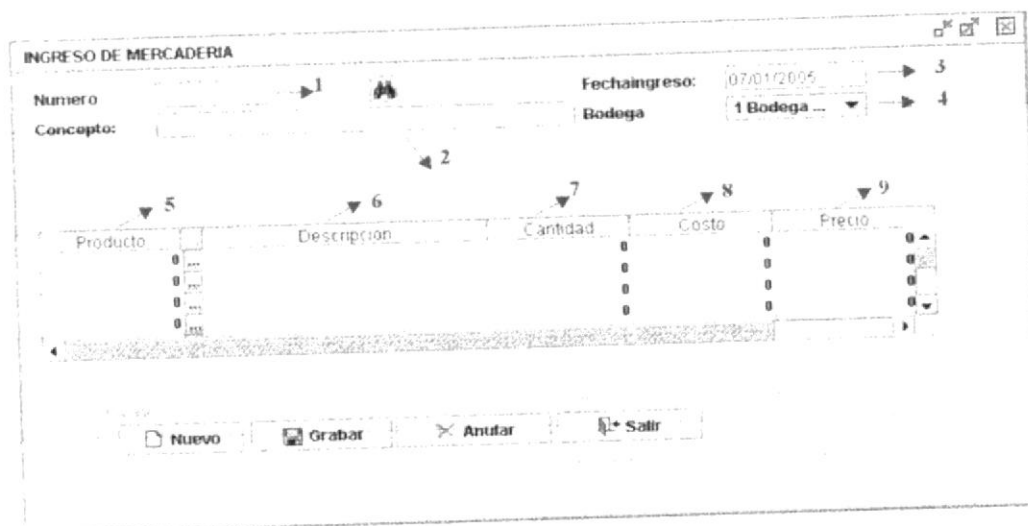 INGRESO DE MERCADERIA
Numero 1 Fechaingreso: 07/01/2005 3
Concepto: Bodega 1 Bodega ... 4
2
5 6 7 8 9
Producto Descripcion Cantidad Costo Precio
0 ... 0 0 0
0 ... 0 0 0
0 ... 0 0 0
0 ... 0 0 0
Nuevo Grabar Anular Salir